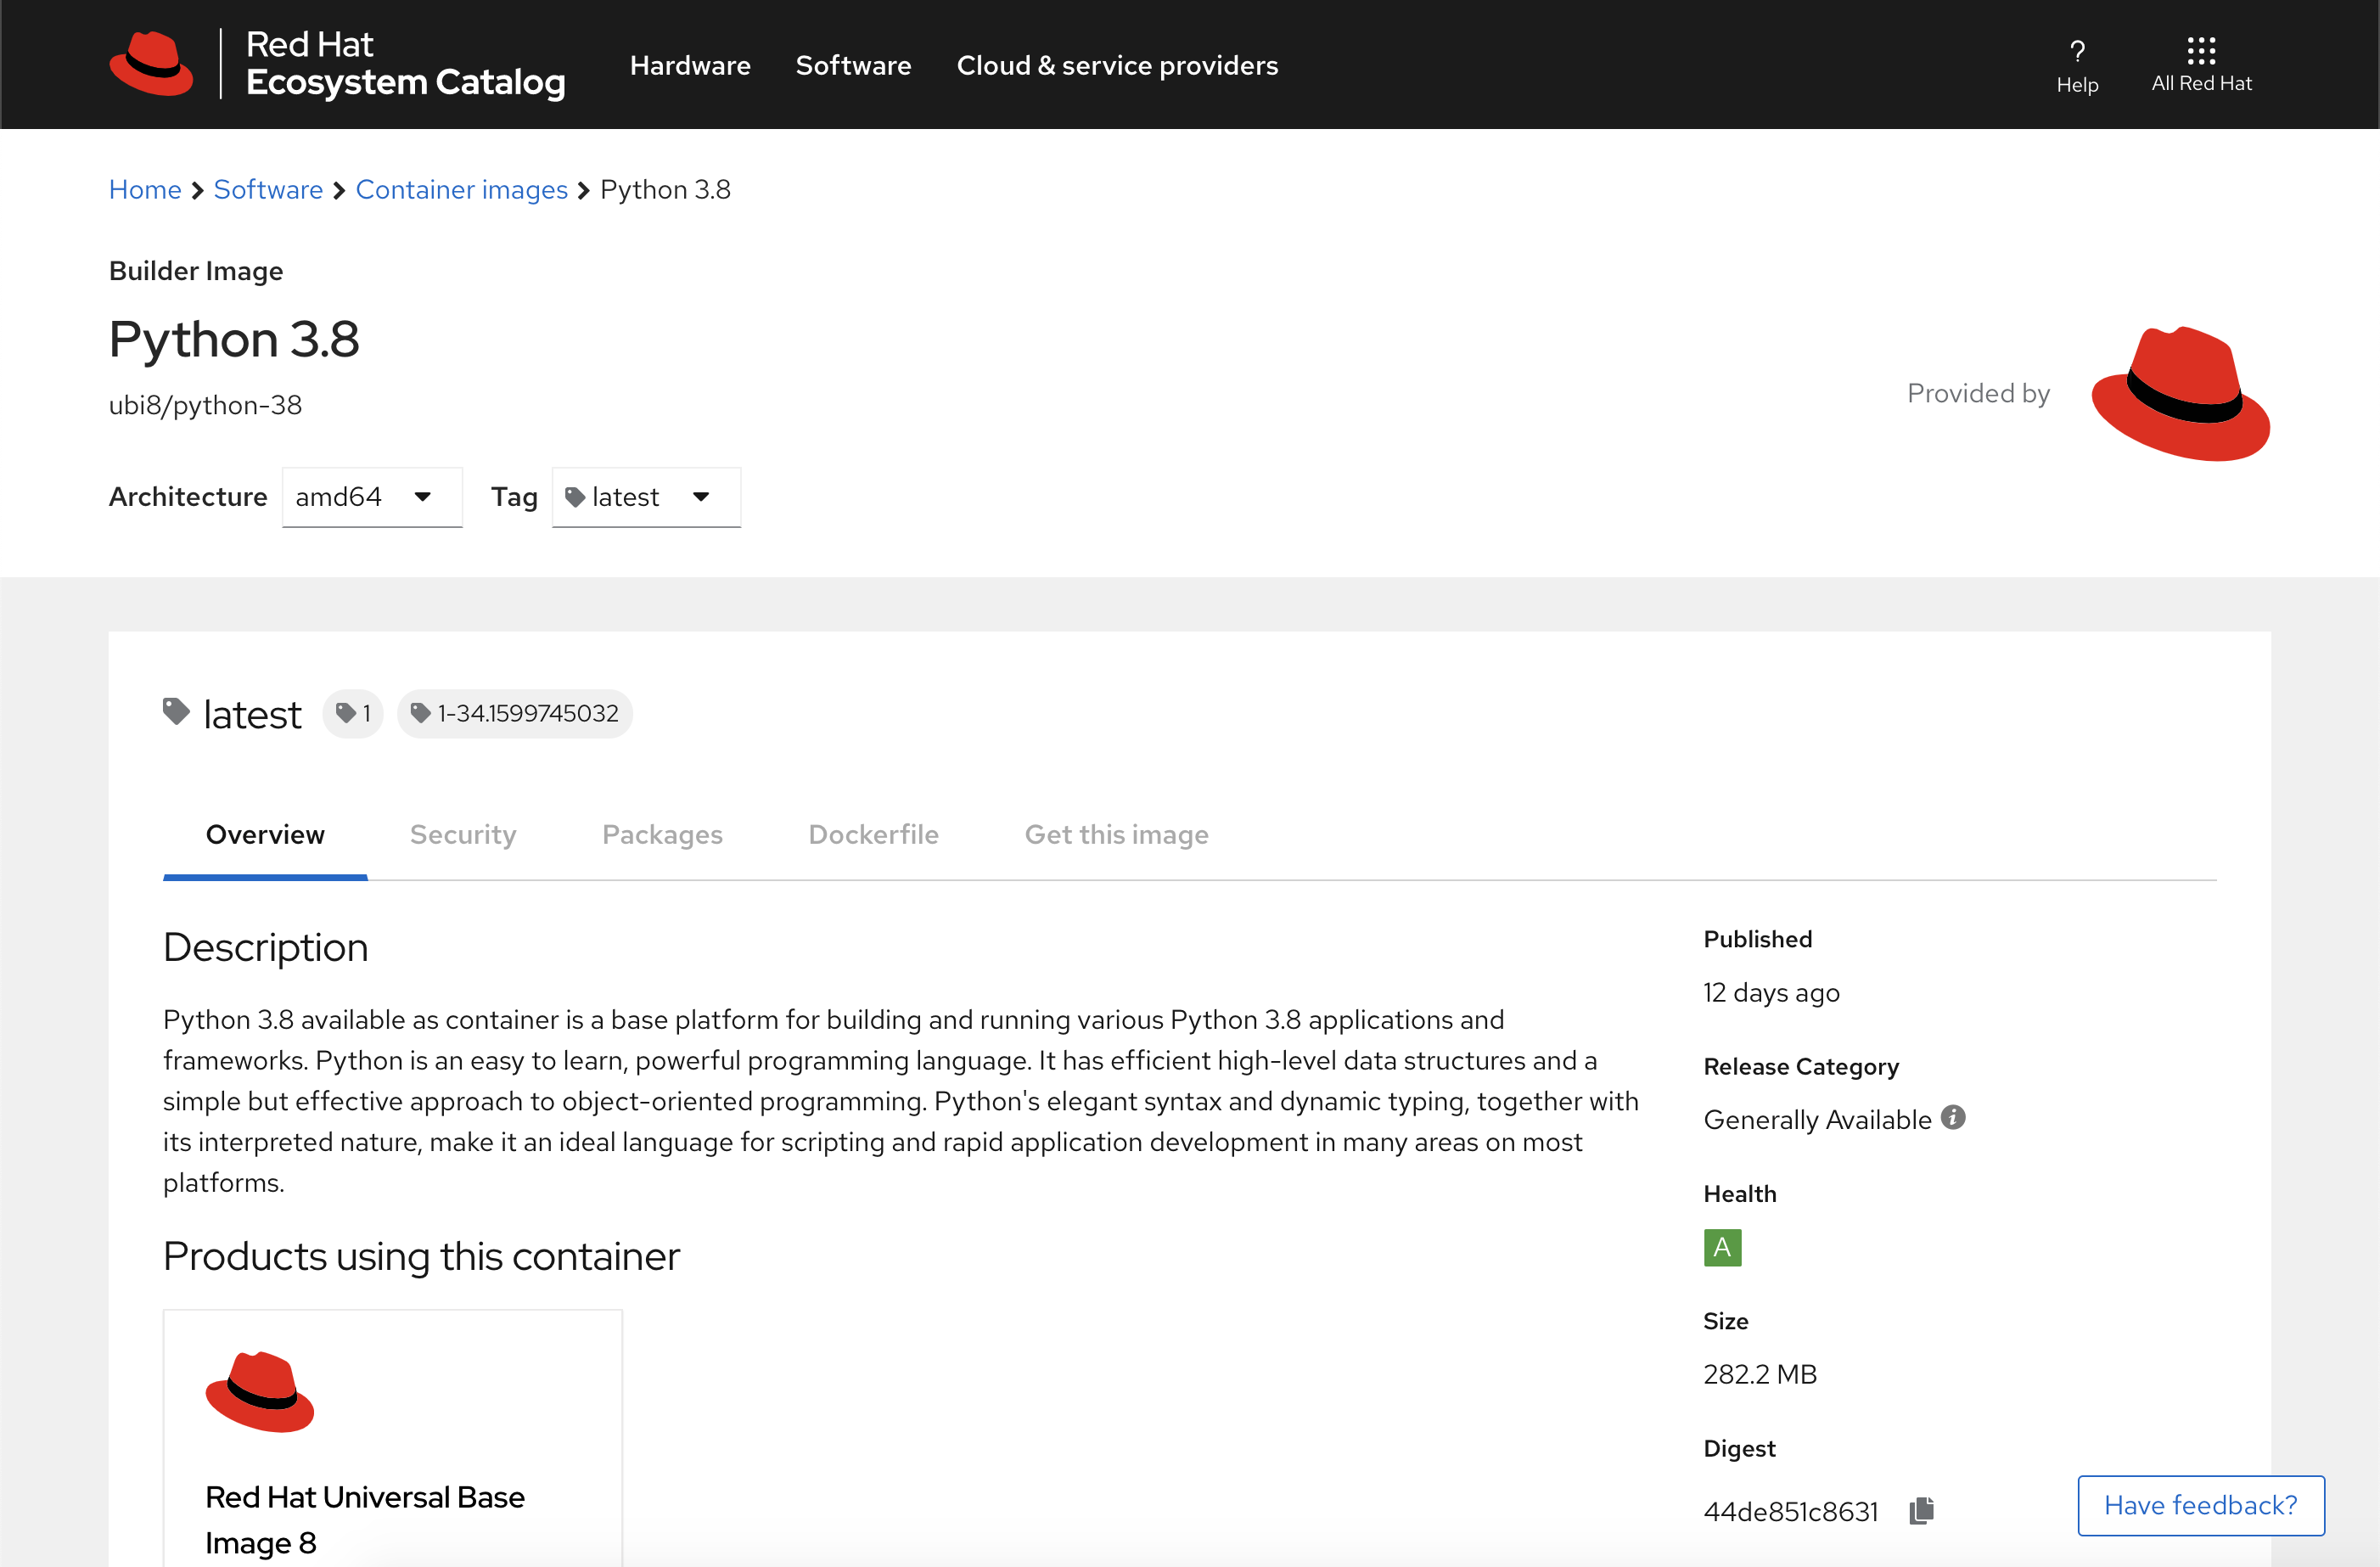 Red Hat
Ecosystem Catalog
Hardware Software Cloud & service providers
? Help
All Red Hat
Home > Software > Container images > Python 3.8
Builder Image
Python 3.8
ubi8/python-38
Provided by
Architecture amd64 Tag latest
latest 1 1-34.1599745032
Overview Security Packages Dockerfile Get this image
Description
Python 3.8 available as container is a base platform for building and running various Python 3.8 applications and
frameworks. Python is an easy to learn, powerful programming language. It has efficient high-level data structures and a
simple but effective approach to object-oriented programming. Python's elegant syntax and dynamic typing, together with
its interpreted nature, make it an ideal language for scripting and rapid application development in many areas on most
platforms.
Products using this container
Red Hat Universal Base
Image 8
Published
12 days ago
Release Category
Generally Available i
Health
A
Size
282.2 MB
Digest
44de851c8631
Have feedback?